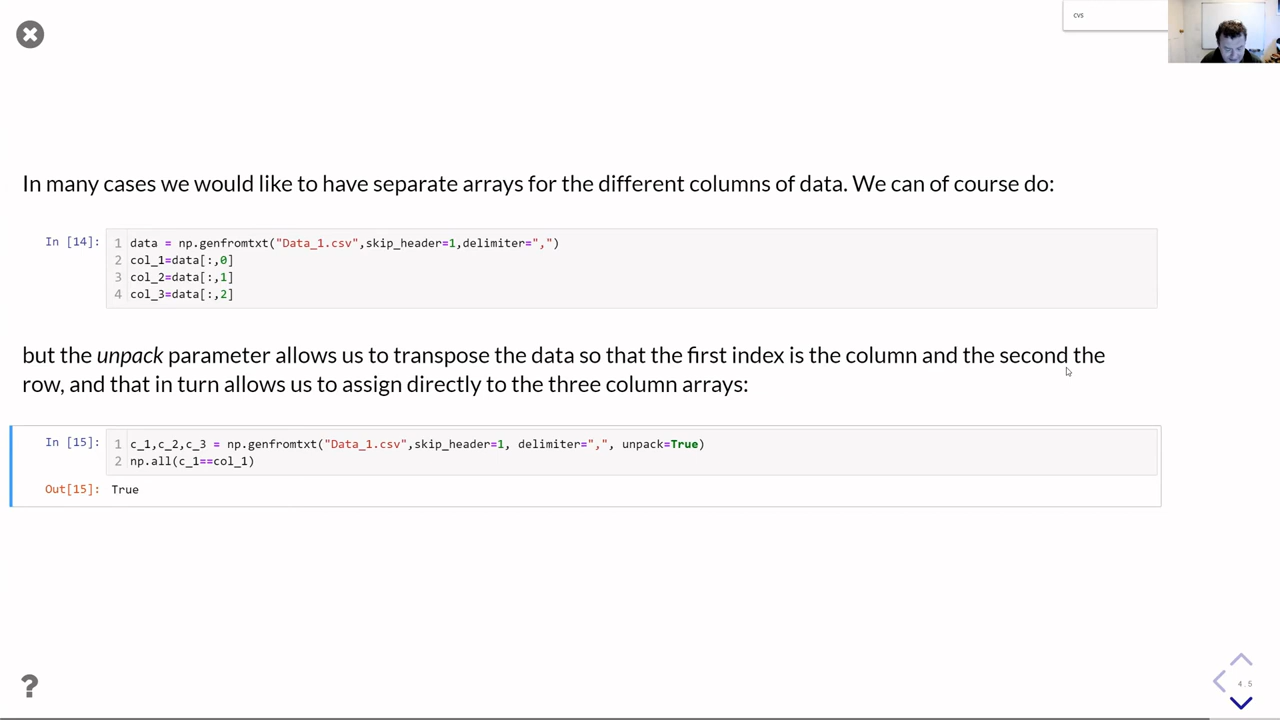 cvs
In many cases we would like to have separate arrays for the different columns of data. We can of course do:
In [14]:
1 data = np.genfromtxt("Data_1.csv",skip_header=1,delimiter=",")
2 col_1=data[:,0]
3 col_2=data[:,1]
4 col_3=data[:,2]
but the unpack parameter allows us to transpose the data so that the first index is the column and the second the
row, and that in turn allows us to assign directly to the three column arrays:
In [15]:
1 c_1,c_2,c_3 = np.genfromtxt("Data_1.csv",skip_header=1, delimiter=",", unpack=True)
2 np.all(c_1==col_1)
Out[15]: True
?
4.5